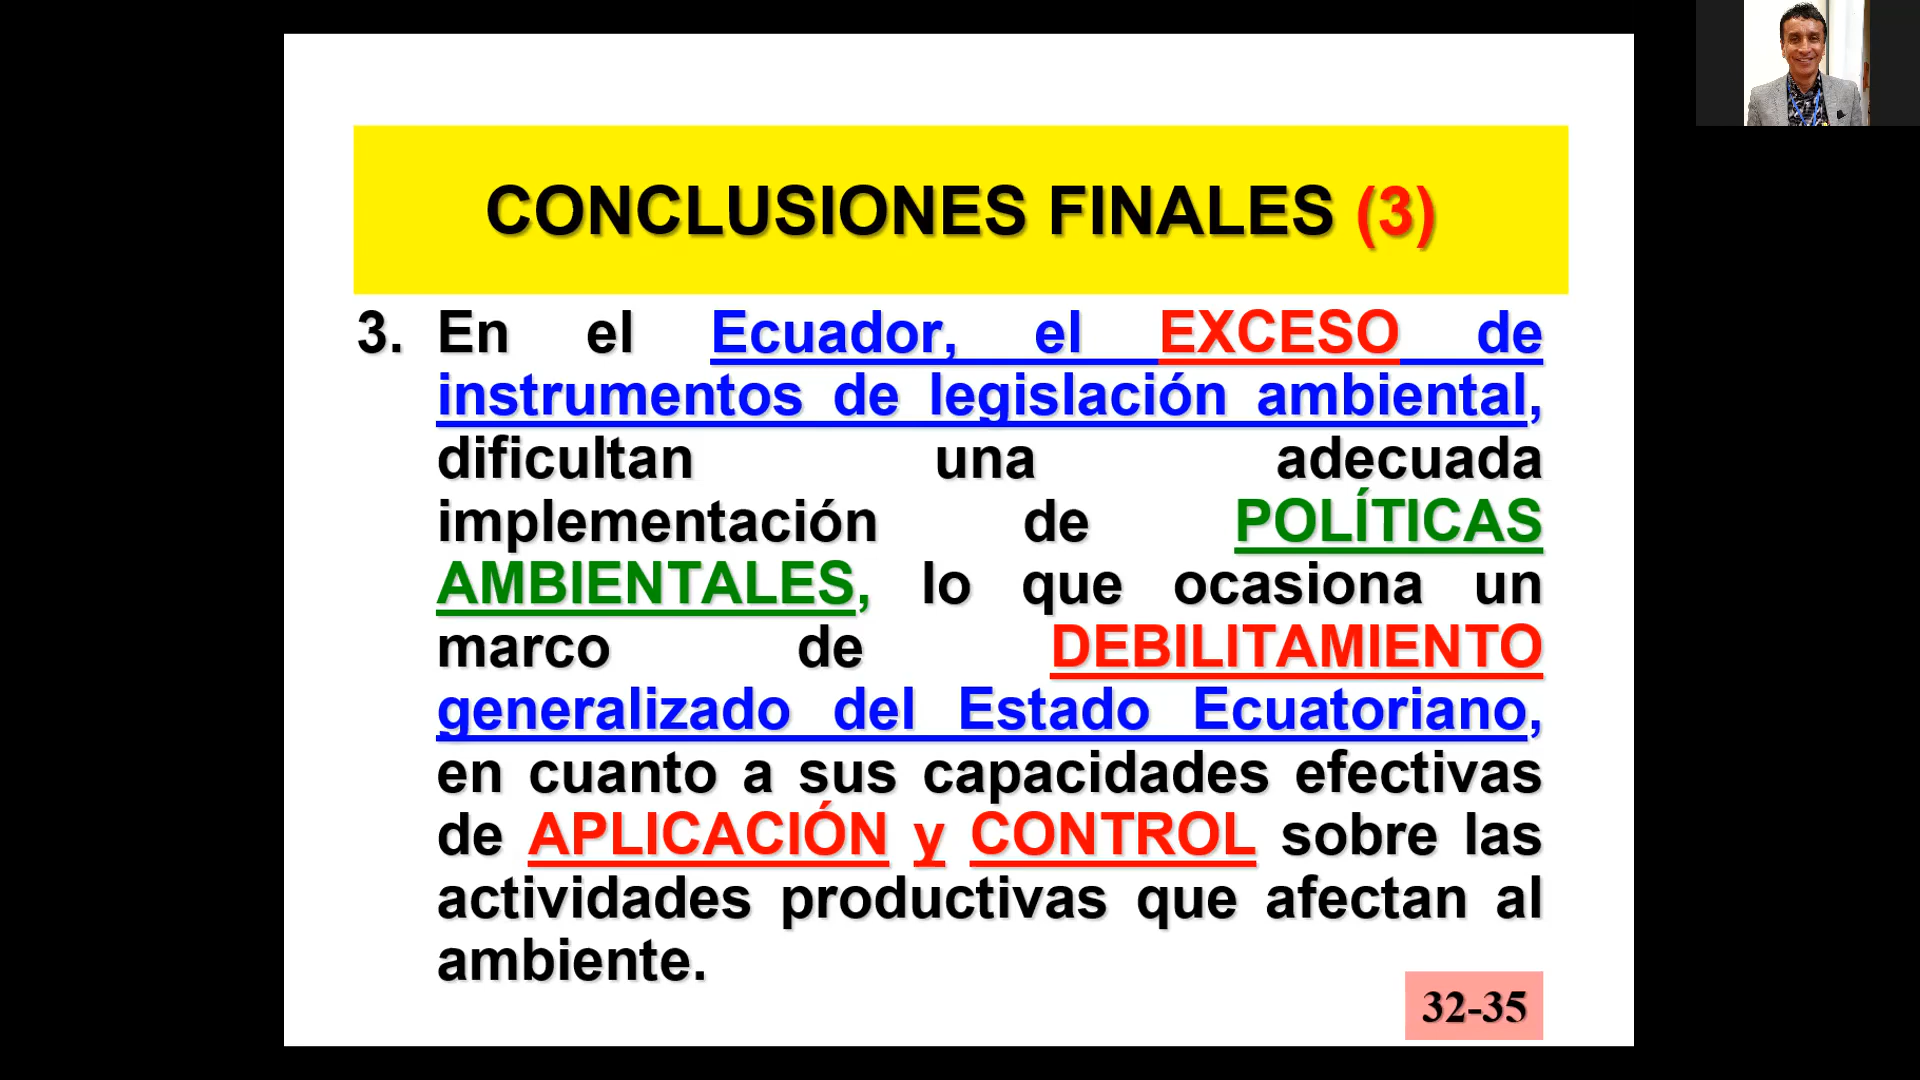 CONCLUSIONES FINALES (3)
3. En el Ecuador, el EXCESO de
instrumentos de legislación ambiental,
dificultan una adecuada
implementación de POLÍTICAS
AMBIENTALES, lo que ocasiona un
marco de DEBILITAMIENTO
generalizado del Estado Ecuatoriano,
en cuanto a sus capacidades efectivas
de APLICACIÓN y CONTROL sobre las
actividades productivas que afectan al
ambiente.
32-35